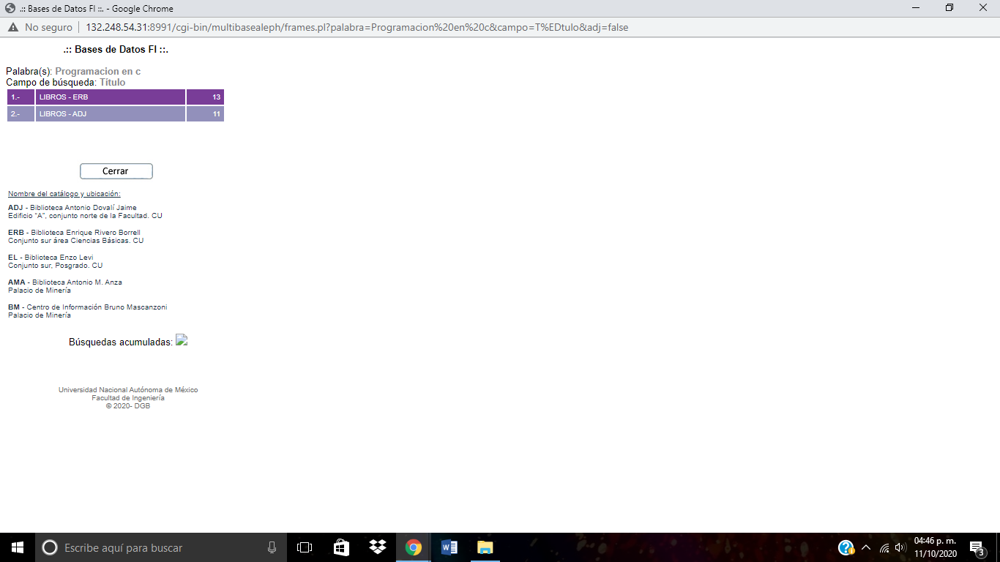 .:: Bases de Datos FI ::. - Google Chrome
No seguro | 132.248.54.31:8991/cgi-bin/multibasealeph/frames.pl?palabra=Programacion%20en%20c&campo=T%EDtulo&adj=false
.:: Bases de Datos FI ::.
Palabra(s): Programacion en c
Campo de búsqueda: Título
1.- LIBROS - ERB 13
2.- LIBROS - ADJ 11
Cerrar
Nombre del catálogo y ubicación:
ADJ - Biblioteca Antonio Dovalí Jaime
Edificio "A", conjunto norte de la Facultad. CU
ERB - Biblioteca Enrique Rivero Borrell
Conjunto sur área Ciencias Básicas. CU
EL - Biblioteca Enzo Levi
Conjunto sur, Posgrado. CU
AMA - Biblioteca Antonio M. Anza
Palacio de Minería
BM - Centro de Información Bruno Mascanzoni
Palacio de Minería
Búsquedas acumuladas:
Universidad Nacional Autónoma de México
Facultad de Ingeniería
© 2020- DGB
Escribe aquí para buscar
04:46 p. m.
11/10/2020
3